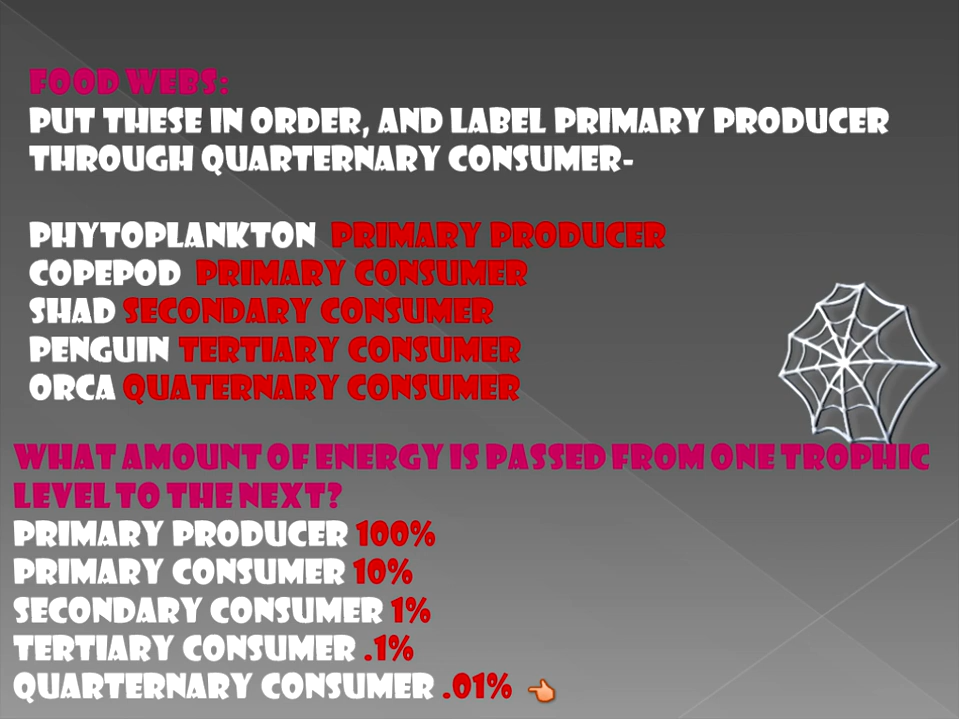 FOOD WEBS:
PUT THESE IN ORDER, AND LABEL PRIMARY PRODUCER
THROUGH QUARTERNARY CONSUMER-
PHYTOPLANKTON PRIMARY PRODUCER
COPEPOD PRIMARY CONSUMER
SHAD SECONDARY CONSUMER
PENGUIN TERTIARY CONSUMER
ORCA QUATERNARY CONSUMER
WHAT AMOUNT OF ENERGY IS PASSED FROM ONE TROPHIC
LEVEL TO THE NEXT?
PRIMARY PRODUCER 100%
PRIMARY CONSUMER 10%
SECONDARY CONSUMER 1%
TERTIARY CONSUMER .1%
QUARTERNARY CONSUMER .01%